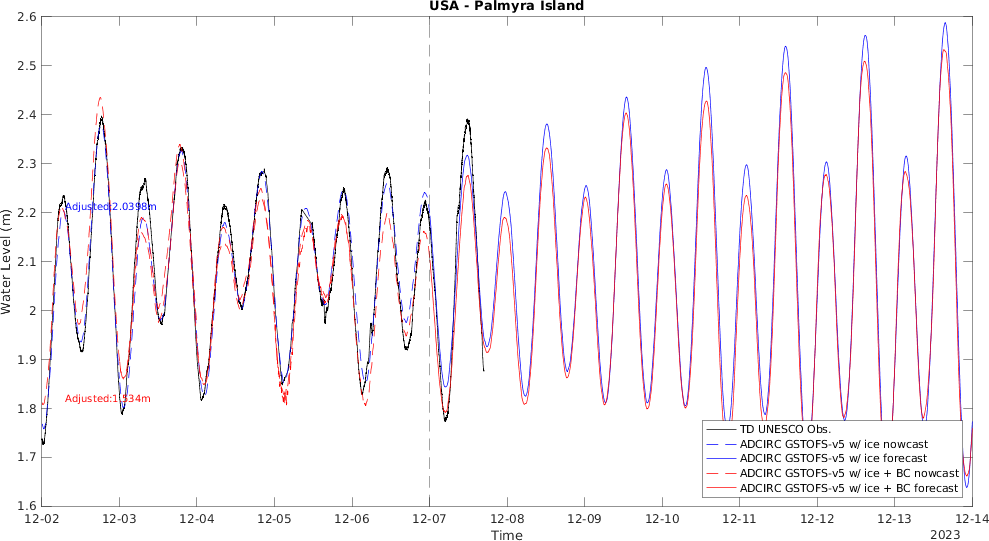 USA - Palmyra Island
2.6
2.5
2.4
2.3
2.2
2.1
2
1.9
1.8
1.7
1.6
Water Level (m)
Adjusted:2.0398m
Adjusted:1.534m
TD UNESCO Obs.
ADCIRC GSTOFS-v5 w/ ice nowcast
ADCIRC GSTOFS-v5 w/ ice forecast
ADCIRC GSTOFS-v5 w/ ice + BC nowcast
ADCIRC GSTOFS-v5 w/ ice + BC forecast
12-02 12-03 12-04 12-05 12-06 12-07 12-08 12-09 12-10 12-11 12-12 12-13 12-14
Time
2023